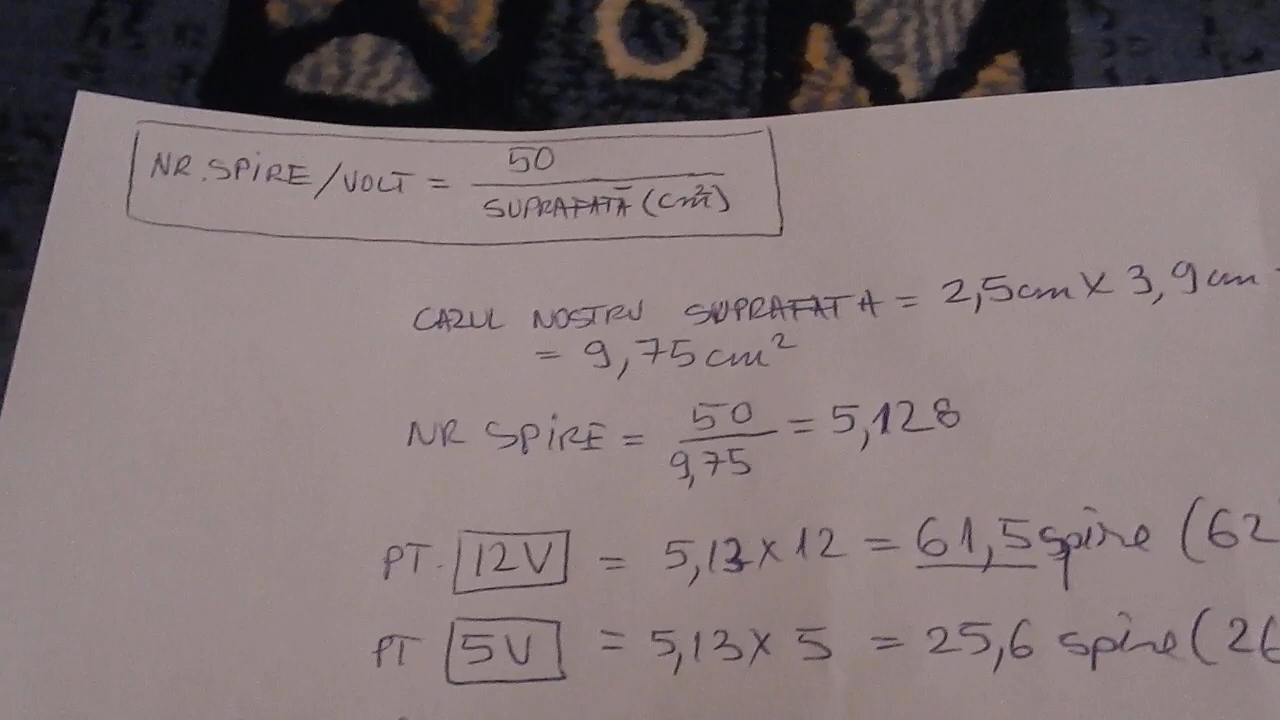 NR. SPIRE/VOLT = 50 / SUPRAFAȚĂ (cm²)
CAZUL NOSTRU SUPRAFATA = 2,5cm x 3,9cm
= 9,75 cm²
NR SPIRE = 50 / 9,75 = 5,128
PT. 12V = 5,13 x 12 = 61,5 spire (62
PT 5V = 5,13 x 5 = 25,6 spire (26